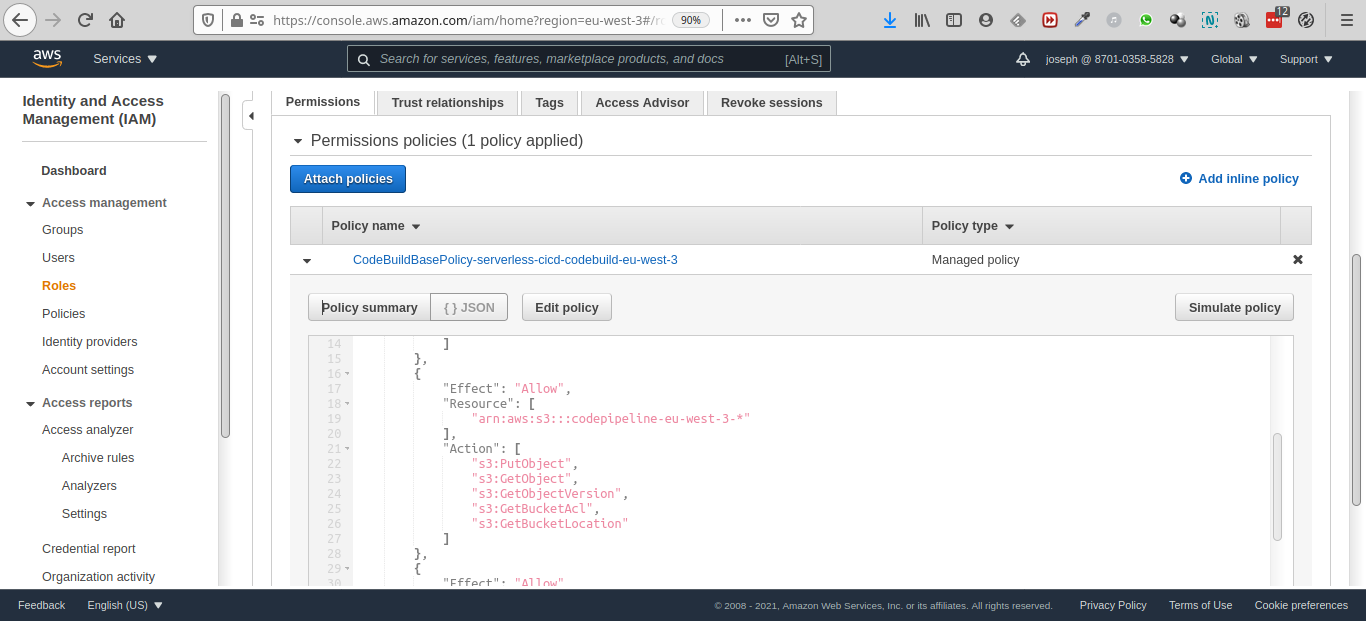 https://console.aws.amazon.com/iam/home?region=eu-west-3#/r
90%
12
aws
Services
Search for services, features, marketplace products, and docs
[Alt+S]
joseph @ 8701-0358-5828
Global
Support
Identity and Access
Management (IAM)
Dashboard
Access management
Groups
Users
Roles
Policies
Identity providers
Account settings
Access reports
Access analyzer
Archive rules
Analyzers
Settings
Credential report
Organization activity
Permissions
Trust relationships
Tags
Access Advisor
Revoke sessions
Permissions policies (1 policy applied)
Attach policies
Add inline policy
Policy name
Policy type
CodeBuildBasePolicy-serverless-cicd-codebuild-eu-west-3
Managed policy
Policy summary
{ } JSON
Edit policy
Simulate policy
14 ]
15 },
16 {
17 "Effect": "Allow",
18 "Resource": [
19 "arn:aws:s3:::codepipeline-eu-west-3-*"
20 ],
21 "Action": [
22 "s3:PutObject",
23 "s3:GetObject",
24 "s3:GetObjectVersion",
25 "s3:GetBucketAcl",
26 "s3:GetBucketLocation"
27 ]
28 },
29 {
30 "Effect": "Allow"
Feedback
English (US)
© 2008 - 2021, Amazon Web Services, Inc. or its affiliates. All rights reserved.
Privacy Policy
Terms of Use
Cookie preferences